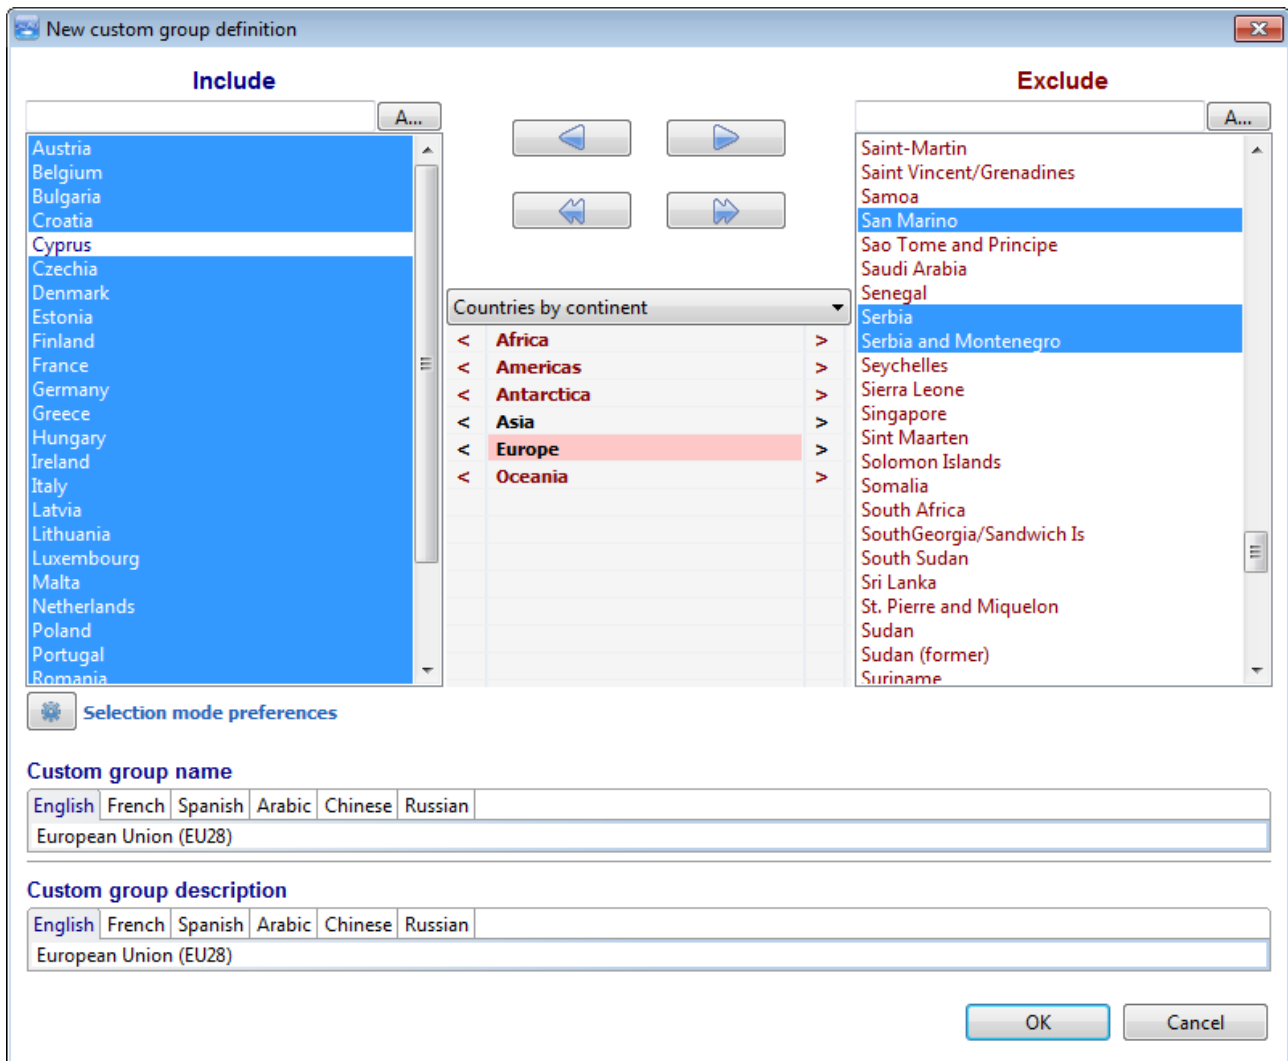 New custom group definition
Include
Exclude
A...
A...
Austria
Belgium
Bulgaria
Croatia
Cyprus
Czechia
Denmark
Estonia
Finland
France
Germany
Greece
Hungary
Ireland
Italy
Latvia
Lithuania
Luxembourg
Malta
Netherlands
Poland
Portugal
Romania
Countries by continent
< Africa >
< Americas >
< Antarctica >
< Asia >
< Europe >
< Oceania >
Saint-Martin
Saint Vincent/Grenadines
Samoa
San Marino
Sao Tome and Principe
Saudi Arabia
Senegal
Serbia
Serbia and Montenegro
Seychelles
Sierra Leone
Singapore
Sint Maarten
Solomon Islands
Somalia
South Africa
SouthGeorgia/Sandwich Is
South Sudan
Sri Lanka
St. Pierre and Miquelon
Sudan
Sudan (former)
Suriname
Selection mode preferences
Custom group name
English French Spanish Arabic Chinese Russian
European Union (EU28)
Custom group description
English French Spanish Arabic Chinese Russian
European Union (EU28)
OK Cancel